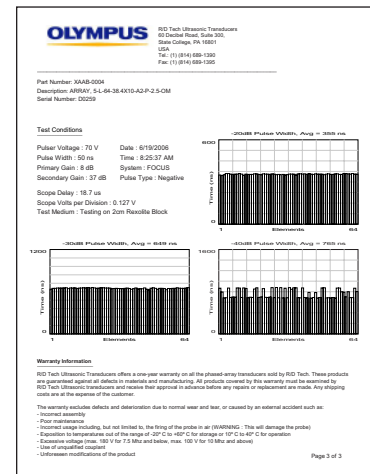 OLYMPUS
R/D Tech Ultrasonic Transducers
60 Decibel Road, Suite 300,
State College, PA 16801
USA
Tel.: (1) (814) 689-1390
Fax: (1) (814) 689-1395
Part Number: XAAB-0004
Description: ARRAY, 5-L-64-38.4X10-A2-P-2.5-OM
Serial Number: D0259
Test Conditions
Pulser Voltage : 70 V Date : 6/19/2006
Pulse Width : 50 ns Time : 8:25:37 AM
Primary Gain : 8 dB System : FOCUS
Secondary Gain : 37 dB Pulse Type : Negative
Scope Delay : 18.7 us
Scope Volts per Division : 0.127 V
Test Medium : Testing on 2cm Rexolite Block
-20dB Pulse Width, Avg = 355 ns
600
Time (ns)
0
1 Elements 64
-30dB Pulse Width, Avg = 649 ns
1200
Time (ns)
0
1 Elements 64
-40dB Pulse Width, Avg = 765 ns
1600
Time (ns)
0
1 Elements 64
Warranty Information
R/D Tech Ultrasonic Transducers offers a one-year warranty on all the phased-array transducers sold by R/D Tech. These products
are guaranteed against all defects in materials and manufacturing. All products covered by this warranty must be examined by
R/D Tech Ultrasonic transducers and receive their approval in advance before any repairs or replacement are made. Any shipping
costs are at the expense of the customer.
The warranty excludes defects and deterioration due to normal wear and tear, or caused by an external accident such as:
- Incorrect assembly
- Poor maintenance
- Incorrect usage including, but not limited to, the firing of the probe in air (WARNING : This will damage the probe)
- Exposition to temperatures out of the range of -20º C to +60º C for storage or 10º C to 40º C for operation
- Excessive voltage (max. 180 V for 7.5 Mhz and below, max. 100 V for 10 MHz and above)
- Use of unqualified couplant
- Unforeseen modifications of the product
Page 3 of 3